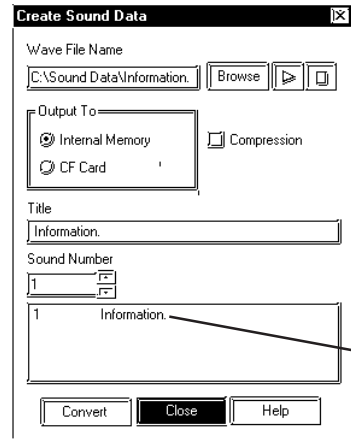 Create Sound Data
Wave File Name
C:\Sound Data\Information.
Browse
Output To
Internal Memory
Compression
CF Card
Title
Information.
Sound Number
1
1 Information.
Convert Close Help